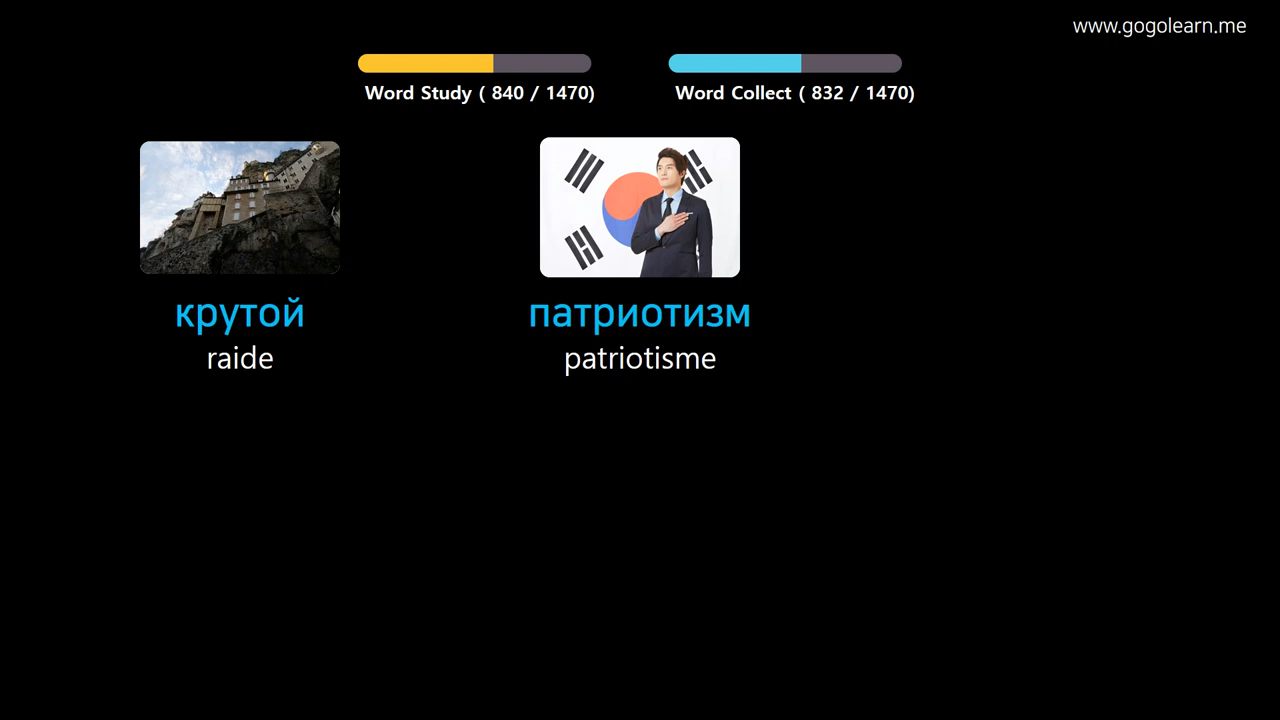 www.gogolearn.me
Word Study ( 840 / 1470)
Word Collect ( 832 / 1470)
крутой
raide
патриотизм
patriotisme